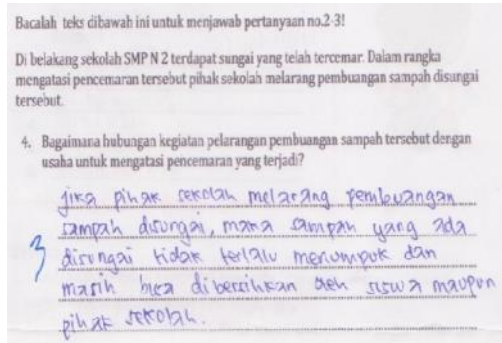 Bacalah teks dibawah ini untuk menjawab pertanyaan no.2-3!
Di belakang sekolah SMP N 2 terdapat sungai yang telah tercemar. Dalam rangka
mengatasi pencemaran tersebut pihak sekolah melarang pembuangan sampah disungai
tersebut.
4. Bagaimana hubungan kegiatan pelarangan pembuangan sampah tersebut dengan
usaha untuk mengatasi pencemaran yang terjadi?
jika pihak sekolah melarang pembuangan
sampah disungai, maka sampah yang ada
3 disungai tidak terlalu menumpuk dan
masih bisa dibersihkan oleh siswa maupun
pihak sekolah.